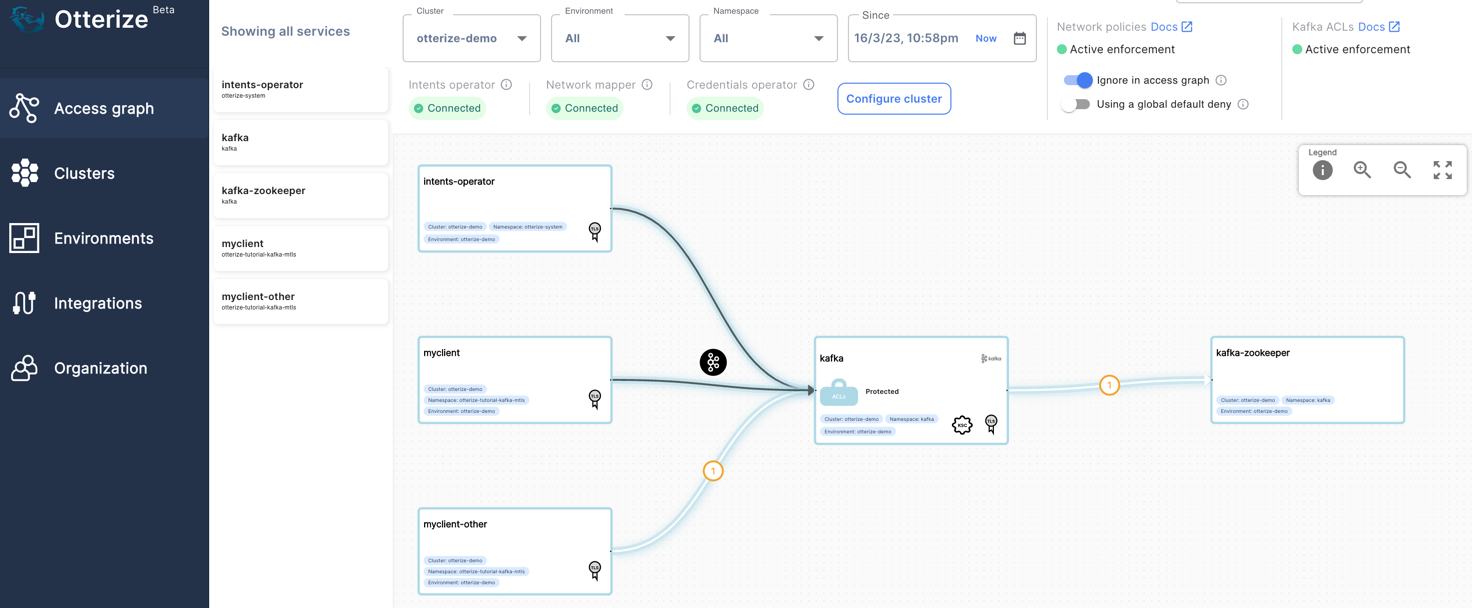 Otterize
Beta
Access graph
Clusters
Environments
Integrations
Organization
Showing all services
intents-operator
otterize-system
kafka
kafka
kafka-zookeeper
kafka
myclient
otterize-tutorial-kafka-mtls
myclient-other
otterize-tutorial-kafka-mtls
Cluster
otterize-demo
Environment
All
Namespace
All
Since
16/3/23, 10:58pm
Now
Intents operator
Connected
Network mapper
Connected
Credentials operator
Connected
Configure cluster
Network policies Docs
Active enforcement
Ignore in access graph
Using a global default deny
Kafka ACLs Docs
Active enforcement
Legend
intents-operator
Cluster: otterize-demo Namespace: otterize-system
Environment: otterize-demo
TLS
myclient
Cluster: otterize-demo
Namespace: otterize-tutorial-kafka-mtls
Environment: otterize-demo
TLS
myclient-other
Cluster: otterize-demo
Namespace: otterize-tutorial-kafka-mtls
Environment: otterize-demo
TLS
1
kafka
kafka
ACLs
Protected
Cluster: otterize-demo Namespace: kafka
Environment: otterize-demo
KSC
TLS
1
kafka-zookeeper
Cluster: otterize-demo Namespace: kafka
Environment: otterize-demo